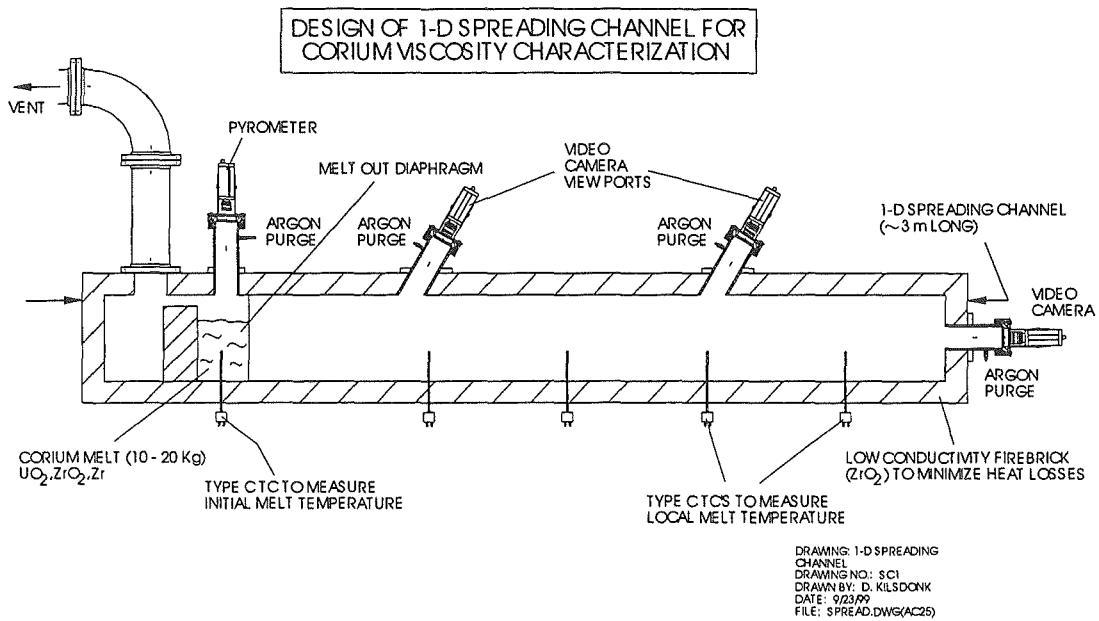 DESIGN OF 1-D SPREADING CHANNEL FOR
CORIUM VISCOSITY CHARACTERIZATION
VENT
PYROMETER
MELT OUT DIAPHRAGM
VIDEO
CAMERA
VIEW PORTS
ARGON
PURGE
ARGON
PURGE
ARGON
PURGE
1-D SPREADING CHANNEL
(~3 m LONG)
VIDEO
CAMERA
ARGON
PURGE
CORIUM MELT (10 - 20 Kg)
UO2,ZrO2,Zr
TYPE C TC TO MEASURE
INITIAL MELT TEMPERATURE
TYPE C TC'S TO MEASURE
LOCAL MELT TEMPERATURE
LOW CONDUCTIVITY FIREBRICK
(ZrO2) TO MINIMIZE HEAT LOSSES
DRAWING: 1-D SPREADING
CHANNEL
DRAWING NO.: SC1
DRAWN BY: D. KILSDONK
DATE: 9/23/99
FILE: SPREAD.DWG(AC25)